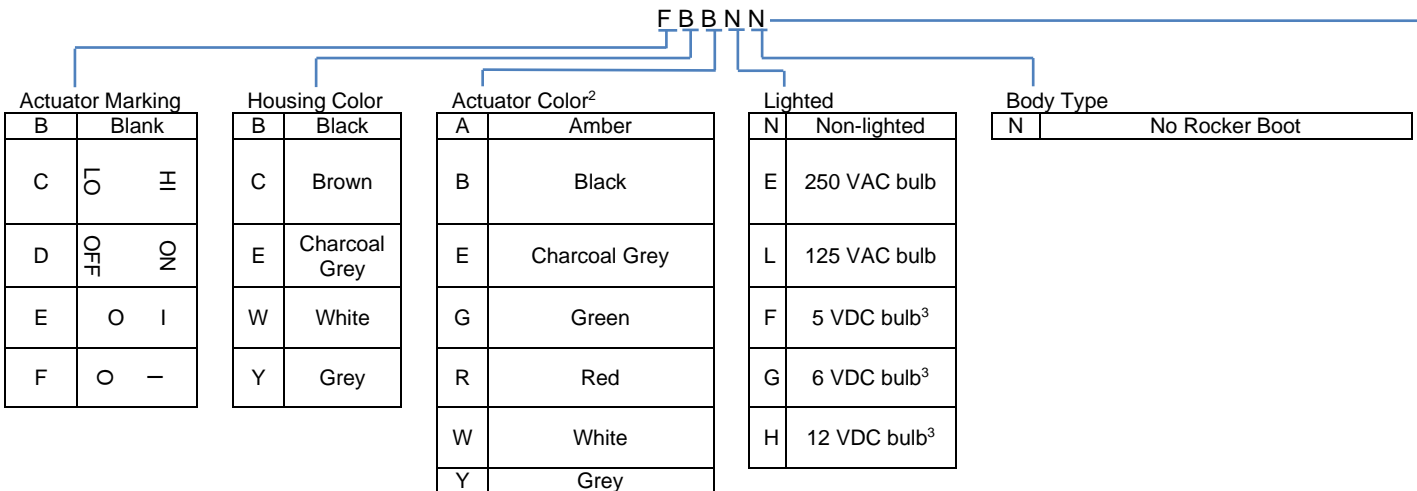 F B B N N
Actuator Marking
B Blank
C LO HI
D OFF ON
E O I
F O I
Housing Color
B Black
C Brown
E Charcoal Grey
W White
Y Grey
Actuator Color²
A Amber
B Black
E Charcoal Grey
G Green
R Red
W White
Y Grey
Lighted
N Non-lighted
E 250 VAC bulb
L 125 VAC bulb
F 5 VDC bulb³
G 6 VDC bulb³
H 12 VDC bulb³
Body Type
N No Rocker Boot